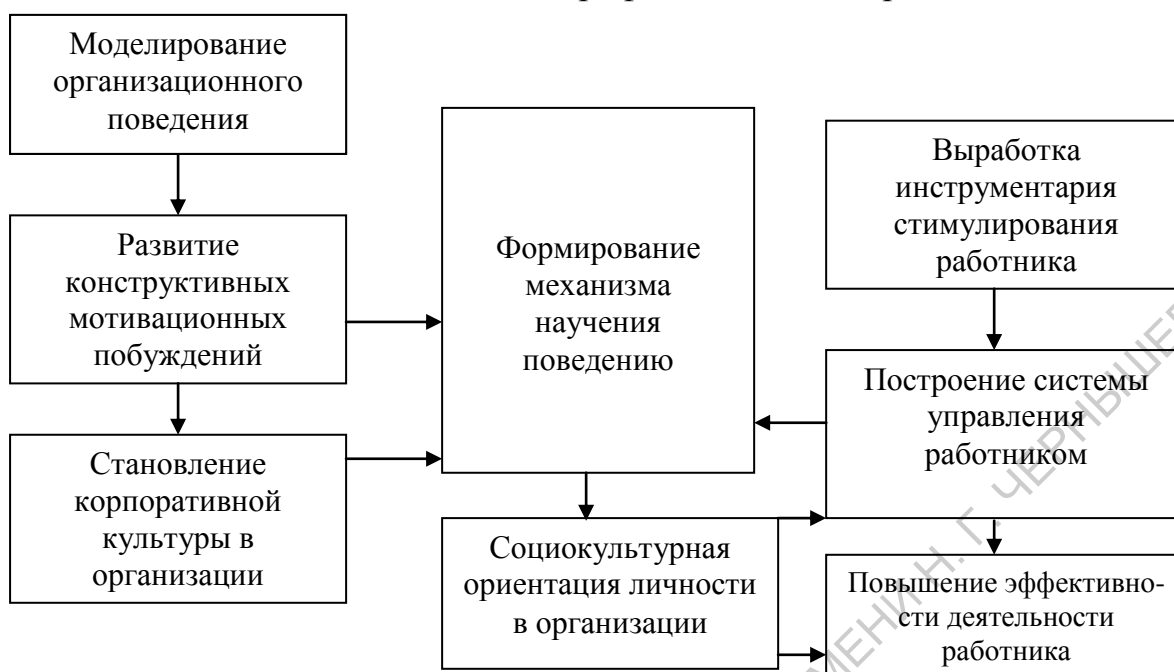 Моделирование
организационного
поведения
Развитие
конструктивных
мотивационных
побуждений
Становление
корпоративной
культуры в
организации
Формирование
механизма
научения
поведению
Социокультурная
ориентация личности
в организации
Выработка
инструментария
стимулирования
работника
Построение системы
управления
работником
Повышение эффективно-
сти деятельности
работника
Н. Г.